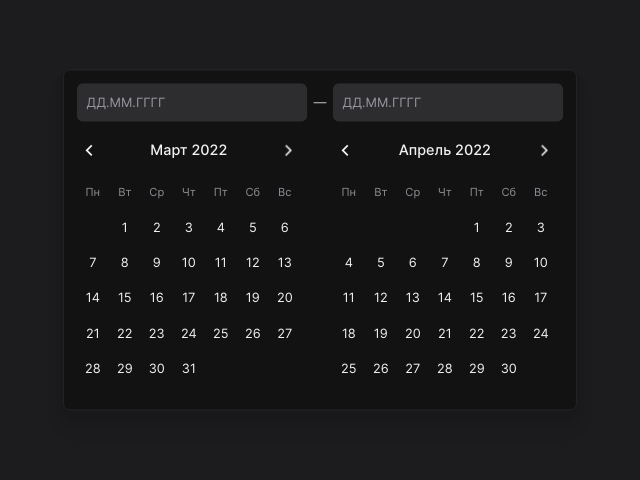 ДД.ММ.ГГГГ — ДД.ММ.ГГГГ
Март 2022 Апрель 2022
Пн Вт Ср Чт Пт Сб Вс Пн Вт Ср Чт Пт Сб Вс
1 2 3 4 5 6 1 2 3
7 8 9 10 11 12 13 4 5 6 7 8 9 10
14 15 16 17 18 19 20 11 12 13 14 15 16 17
21 22 23 24 25 26 27 18 19 20 21 22 23 24
28 29 30 31 25 26 27 28 29 30